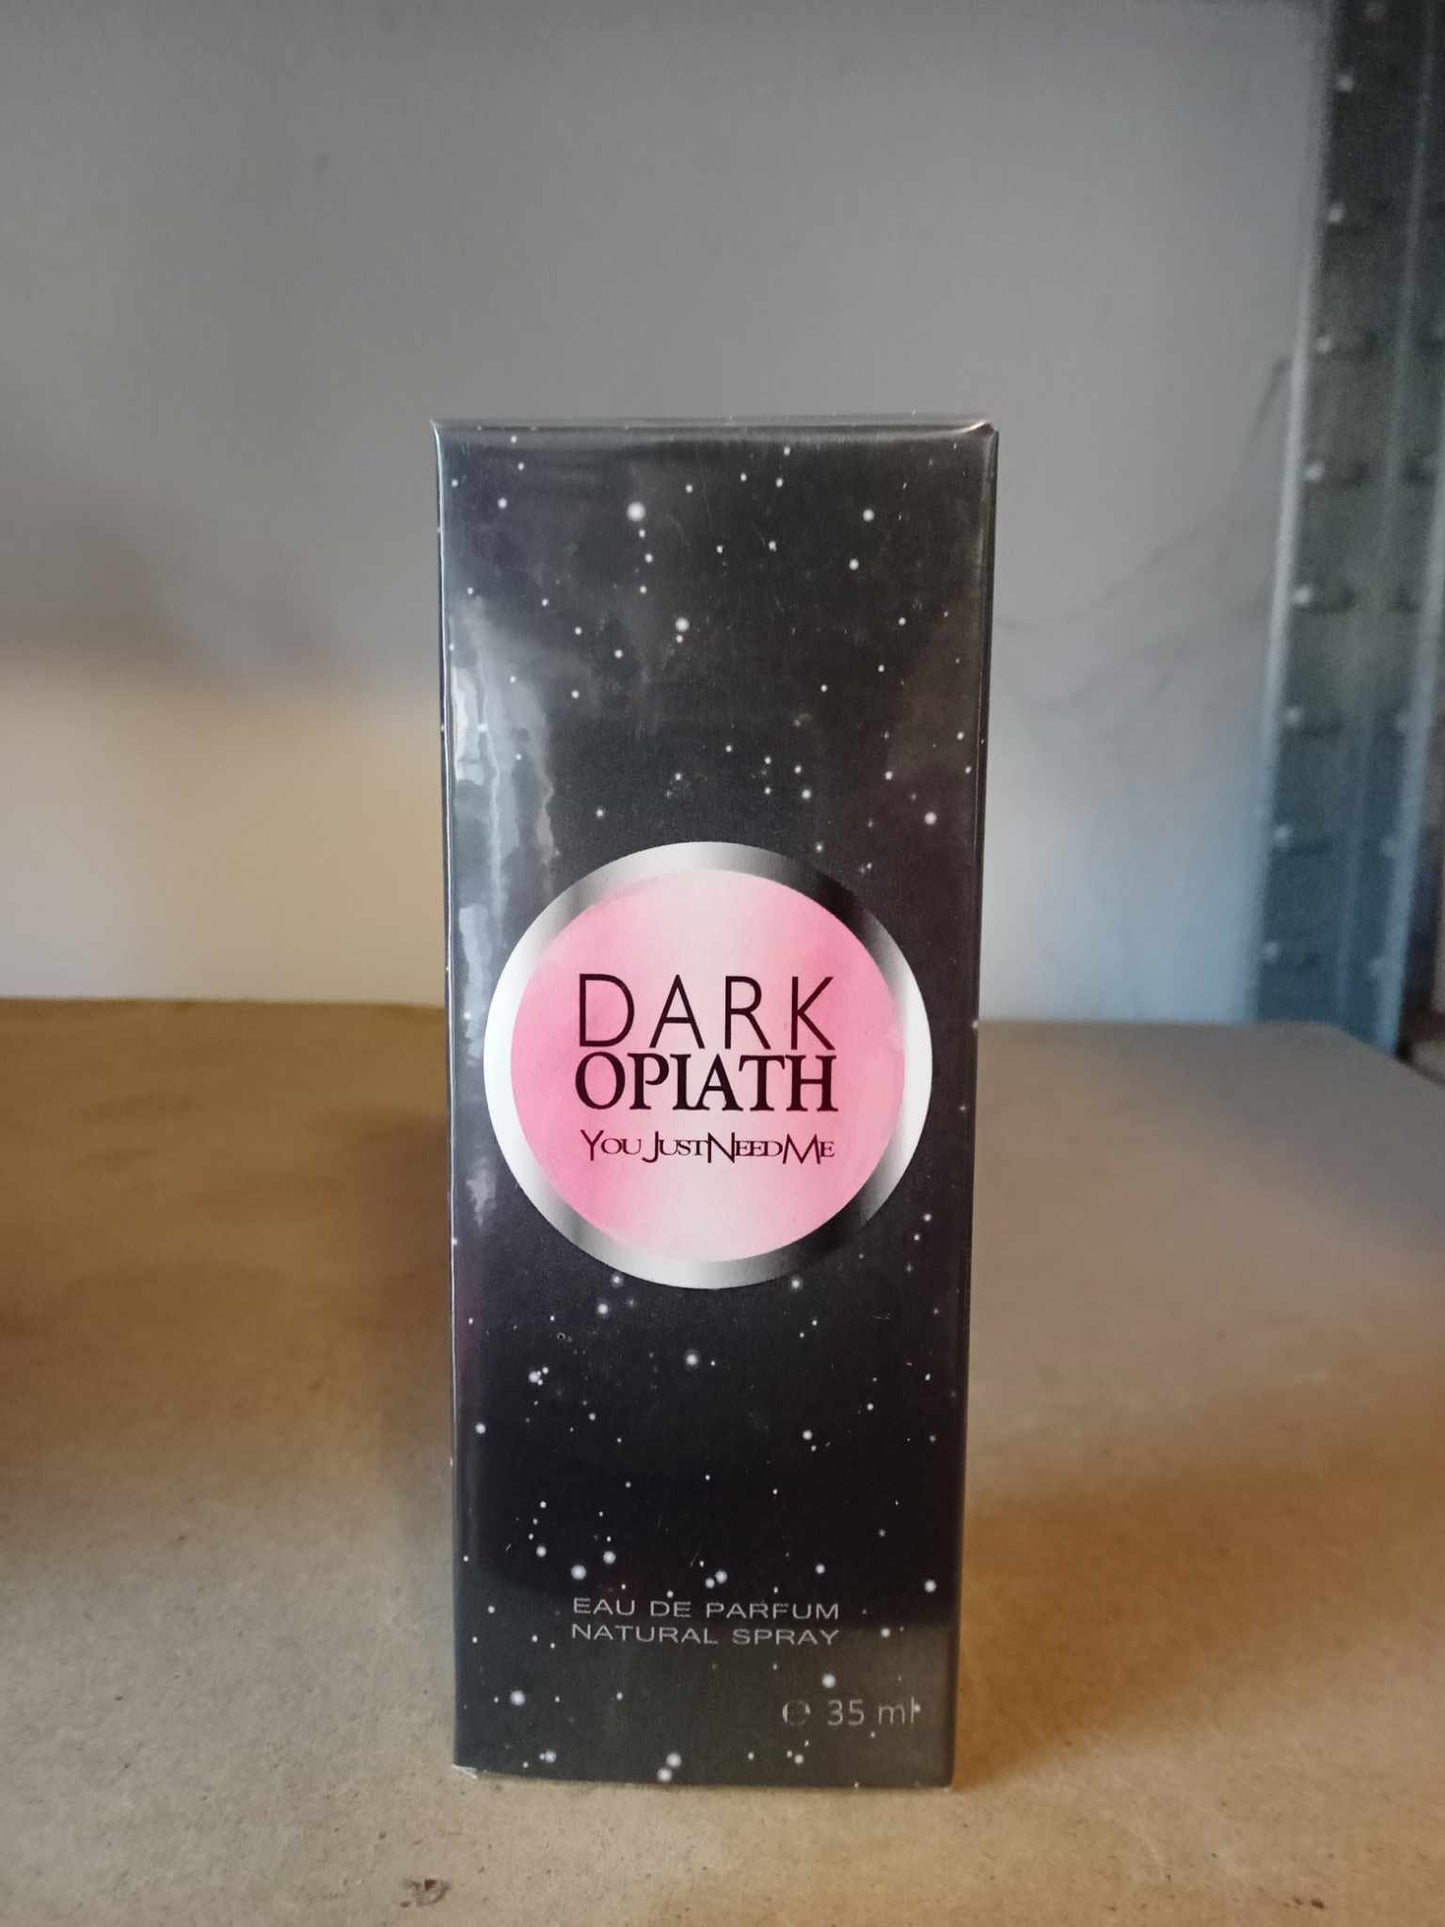 DARK
OPIATH
YOU JUST NEED ME
EAU DE PARFUM
NATURAL SPRAY
℮ 35 ml